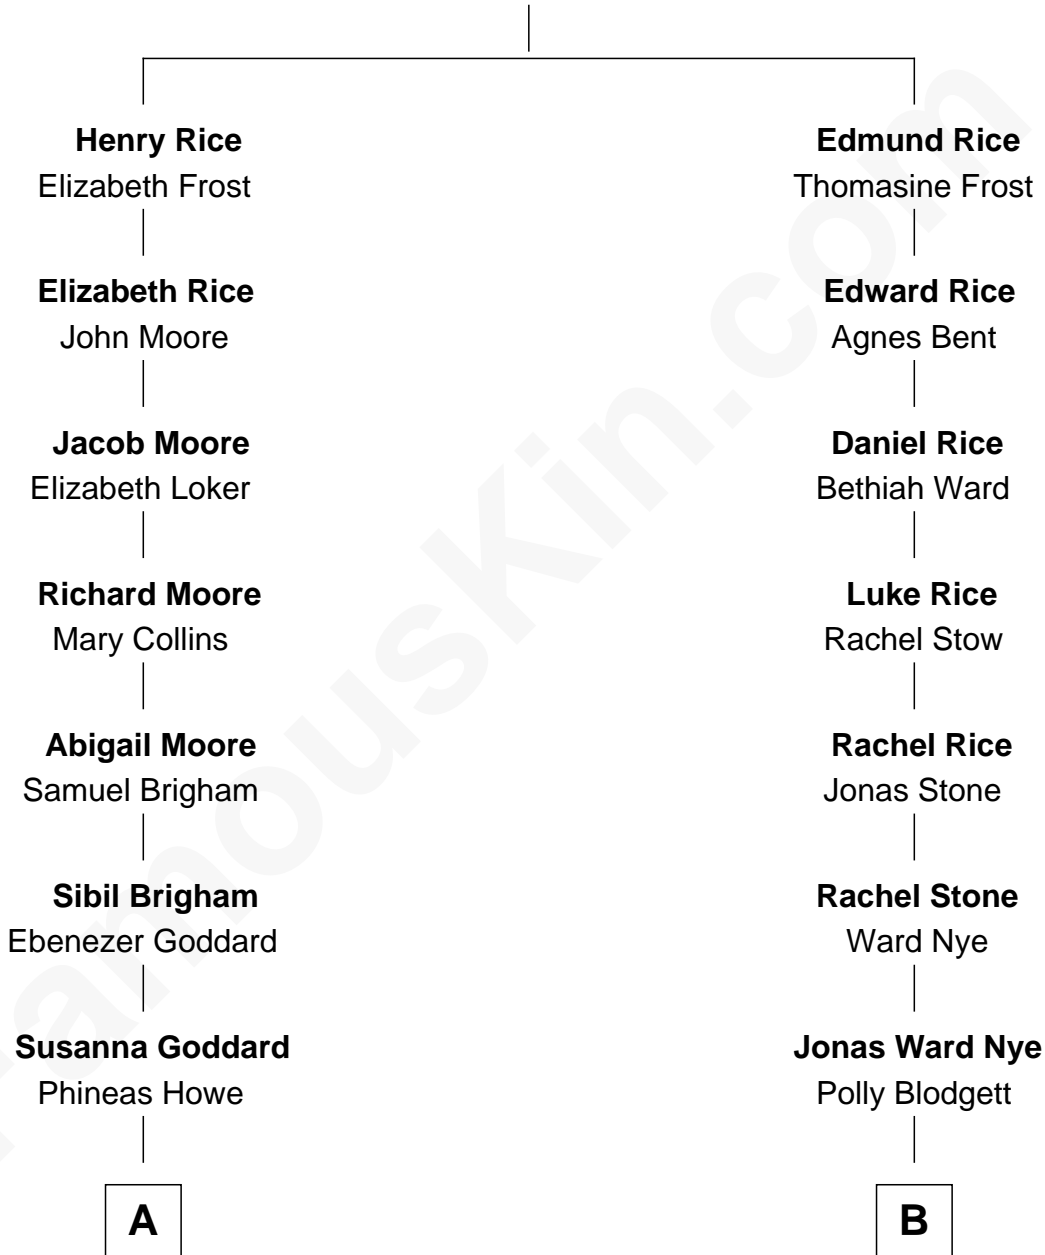 Henry Rice
Elizabeth Frost
Elizabeth Rice
John Moore
Jacob Moore
Elizabeth Loker
Richard Moore
Mary Collins
Abigail Moore
Samuel Brigham
Sibil Brigham
Ebenezer Goddard
Susanna Goddard
Phineas Howe
A
Edmund Rice
Thomasine Frost
Edward Rice
Agnes Bent
Daniel Rice
Bethiah Ward
Luke Rice
Rachel Stow
Rachel Rice
Jonas Stone
Rachel Stone
Ward Nye
Jonas Ward Nye
Polly Blodgett
B
FamousKin.com